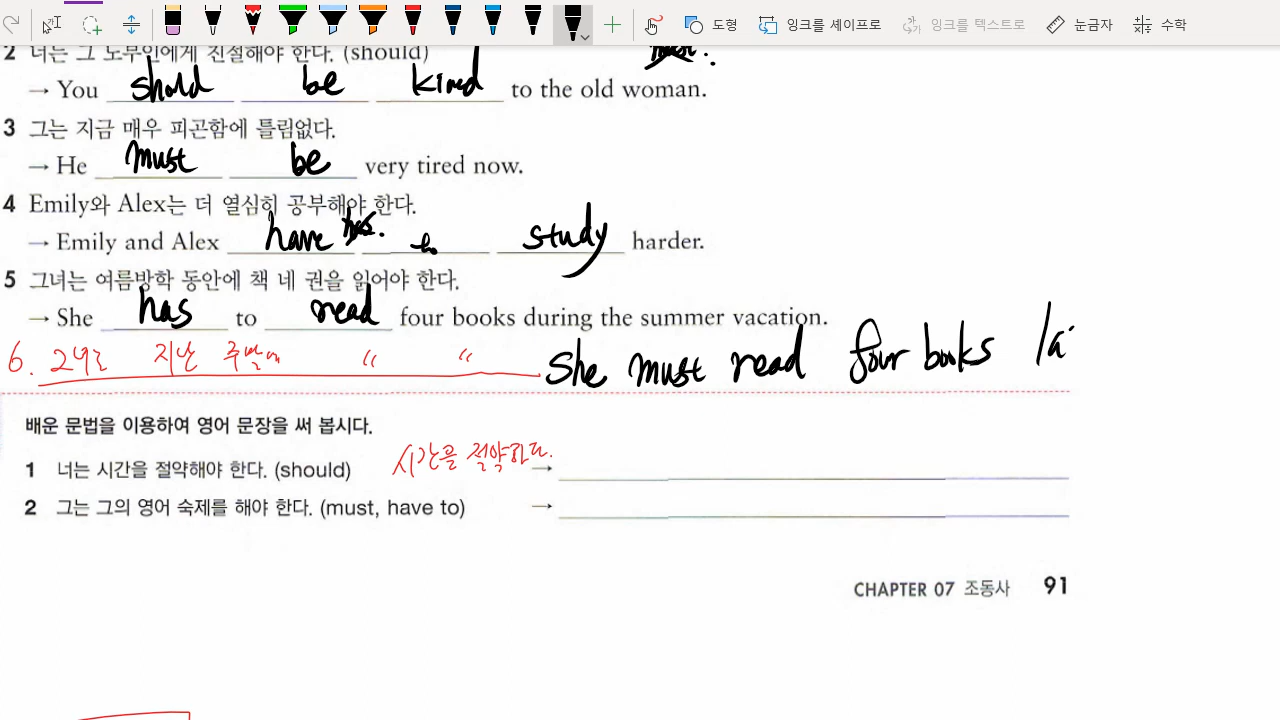 도형 잉크를 셰이프로 잉크를 텍스트로 눈금자 수학
2 너는 그 노부인에게 친절해야 한다. (should)
→ You shold be kind to the old woman.
3 그는 지금 매우 피곤함에 틀림없다.
→ He must be very tired now.
4 Emily와 Alex는 더 열심히 공부해야 한다.
→ Emily and Alex have to study harder.
5 그녀는 여름방학 동안에 책 네 권을 읽어야 한다.
→ She has to read four books during the summer vacation.
6. 그녀는 지난 주말에 〃 〃 She must read four books la
배운 문법을 이용하여 영어 문장을 써 봅시다.
1 너는 시간을 절약해야 한다. (should) 시간을 절약하다. →
2 그는 그의 영어 숙제를 해야 한다. (must, have to) →
CHAPTER 07 조동사 91